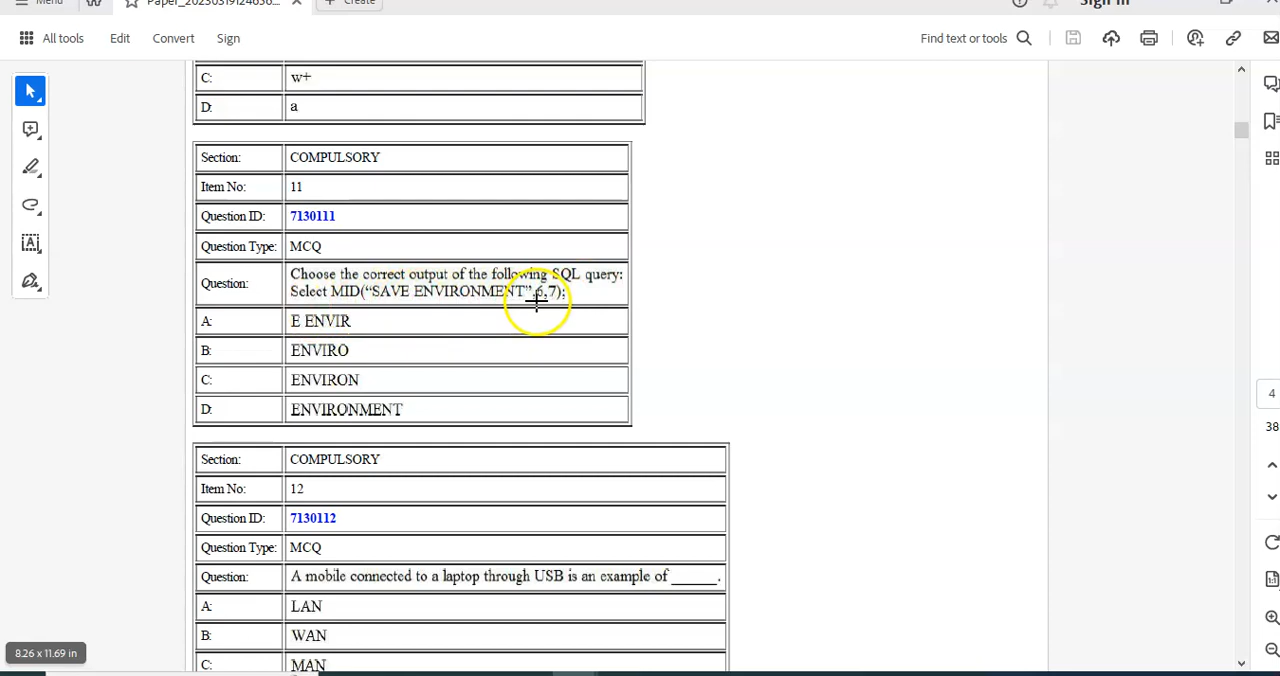 Menu
Paper_20230319124656...
Create
Sign in
All tools
Edit
Convert
Sign
Find text or tools
C: w+
D: a
Section: COMPULSORY
Item No: 11
Question ID: 7130111
Question Type: MCQ
Question: Choose the correct output of the following SQL query:
Select MID(“SAVE ENVIRONMENT”,6,7);
A: E ENVIR
B: ENVIRO
C: ENVIRON
D: ENVIRONMENT
Section: COMPULSORY
Item No: 12
Question ID: 7130112
Question Type: MCQ
Question: A mobile connected to a laptop through USB is an example of ______.
A: LAN
B: WAN
C: MAN
4
38
8.26 x 11.69 in